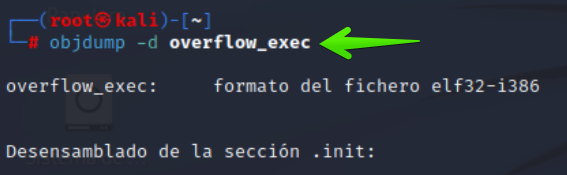 ┌──(root㉿kali)-[~]
└─# objdump -d overflow_exec
overflow_exec:     formato del fichero elf32-i386
Desensamblado de la sección .init: